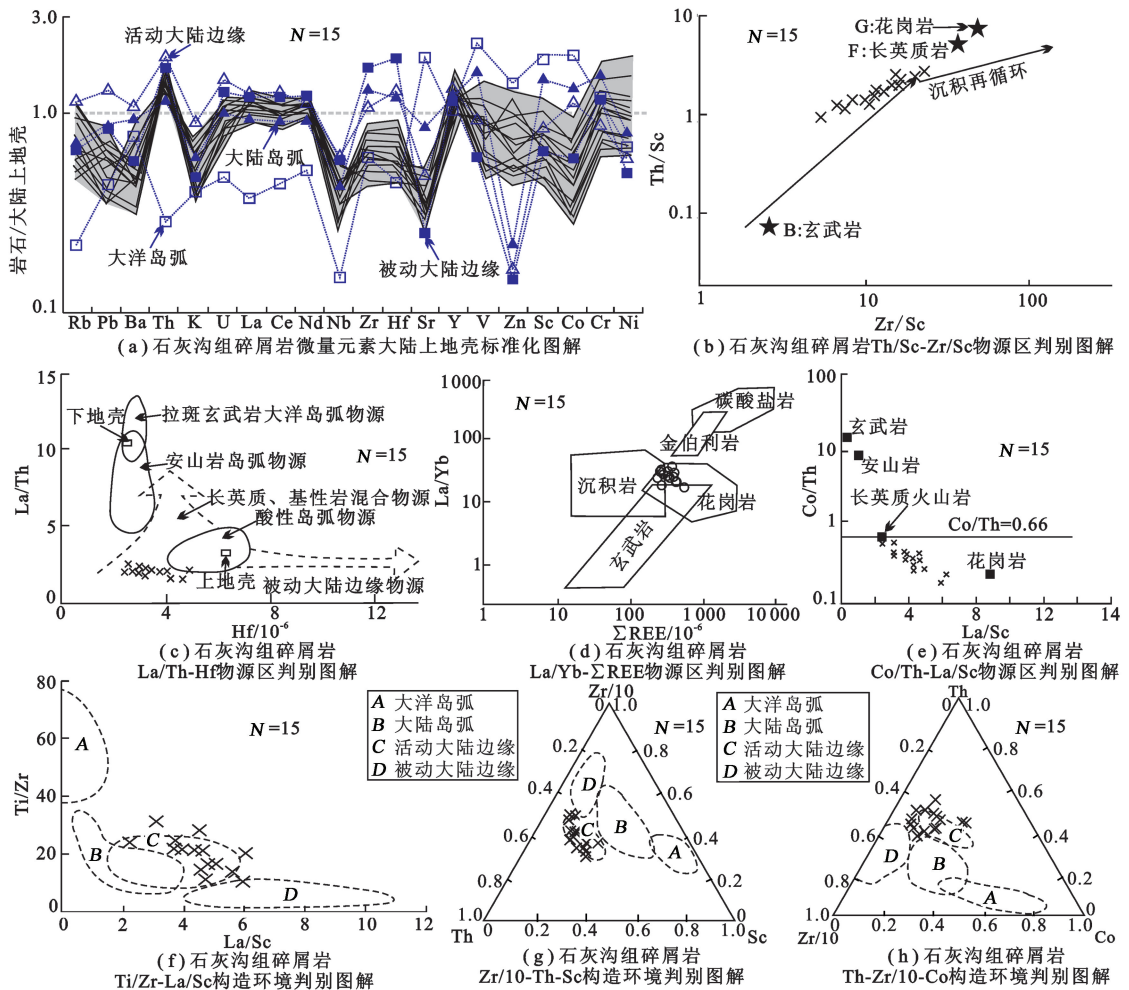 3.0
1.0
0.1
岩石/大陆上地壳
活动大陆边缘
N=15
大陆岛弧
大洋岛弧
被动大陆边缘
Rb Pb Ba Th K U La Ce Nd Nb Zr Hf Sr Y V Zn Sc Co Cr Ni
(a)石灰沟组碎屑岩微量元素大陆上地壳标准化图解
10
1
0.1
Th/Sc
N=15
G:花岗岩
F:长英质岩
沉积再循环
B:玄武岩
1 10 100
Zr/Sc
(b)石灰沟组碎屑岩Th/Sc-Zr/Sc物源区判别图解
15
10
5
0
La/Th
下地壳
拉斑玄武岩大洋岛弧物源
安山岩岛弧物源
N=15
长英质、基性岩混合物源
酸性岛弧物源
上地壳
被动大陆边缘物源
0 4 8 12
Hf/10-6
(c)石灰沟组碎屑岩
La/Th-Hf物源区判别图解
1000
100
10
1
La/Yb
N=15
碳酸盐岩
金伯利岩
沉积岩
花岗岩
玄武岩
1 10 100 1 000 10 000
ΣREE/10-6
(d)石灰沟组碎屑岩
La/Yb-ΣREE物源区判别图解
100
10
1
0.1
Co/Th
玄武岩
N=15
安山岩
长英质火山岩
Co/Th=0.66
花岗岩
0 2 4 6 8 10 14
La/Sc
(e)石灰沟组碎屑岩
Co/Th-La/Sc物源区判别图解
80
60
40
20
0
Ti/Zr
A
B
C
D
N=15
0 2 4 6 8 10 12
La/Sc
(f)石灰沟组碎屑岩
Ti/Zr-La/Sc构造环境判别图解
A 大洋岛弧
B 大陆岛弧
C 活动大陆边缘
D 被动大陆边缘
Zr/10
0 1.0
N=15
0.2 0.8
0.4 0.6
0.6 0.4
0.8 0.2
1.0 0
D
C
B
A
0.2 0.4 0.6 0.8
Th Sc
(g)石灰沟组碎屑岩
Zr/10-Th-Sc构造环境判别图解
A 大洋岛弧
B 大陆岛弧
C 活动大陆边缘
D 被动大陆边缘
Th
0 1.0
N=15
0.2 0.8
0.4 0.6
0.6 0.4
0.8 0.2
1.0 0
C
D
B
A
0.2 0.4 0.6 0.8 1.0
Zr/10 Co
(h)石灰沟组碎屑岩
Th-Zr/10-Co构造环境判别图解